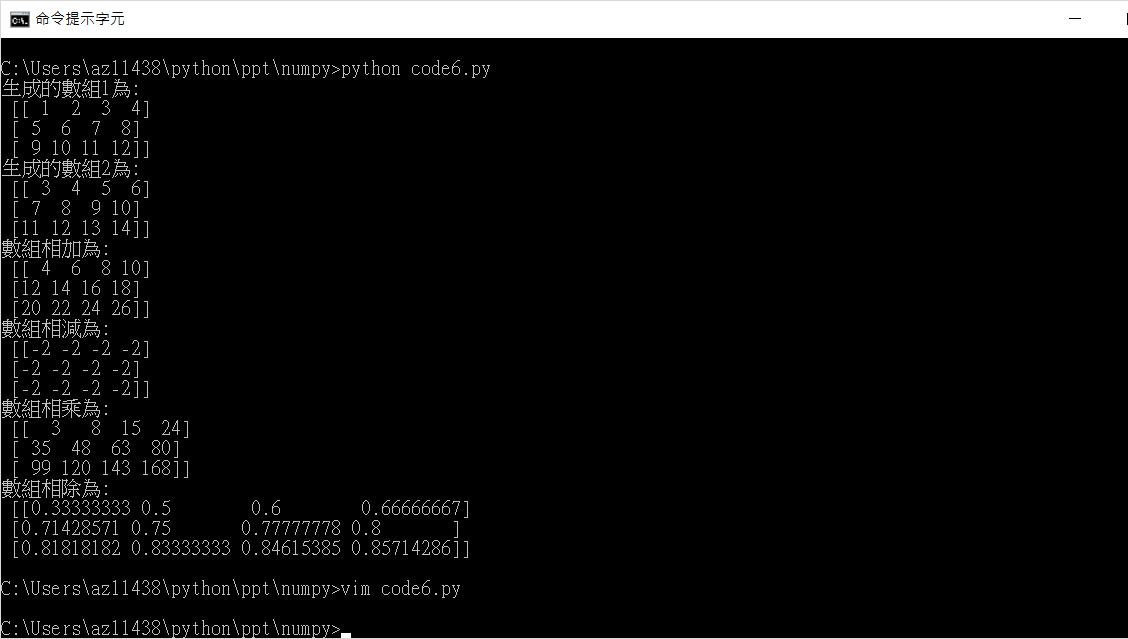 命令提示字元
C:\Users\az11438\python\ppt\numpy>python code6.py
生成的數組1為:
 [[ 1  2  3  4]
 [ 5  6  7  8]
 [ 9 10 11 12]]
生成的數組2為:
 [[ 3  4  5  6]
 [ 7  8  9 10]
 [11 12 13 14]]
數組相加為:
 [[ 4  6  8 10]
 [12 14 16 18]
 [20 22 24 26]]
數組相減為:
 [[-2 -2 -2 -2]
 [-2 -2 -2 -2]
 [-2 -2 -2 -2]]
數組相乘為:
 [[  3   8  15  24]
 [ 35  48  63  80]
 [ 99 120 143 168]]
數組相除為:
 [[0.33333333 0.5        0.6        0.66666667]
 [0.71428571 0.75       0.77777778 0.8       ]
 [0.81818182 0.83333333 0.84615385 0.85714286]]
C:\Users\az11438\python\ppt\numpy>vim code6.py
C:\Users\az11438\python\ppt\numpy>